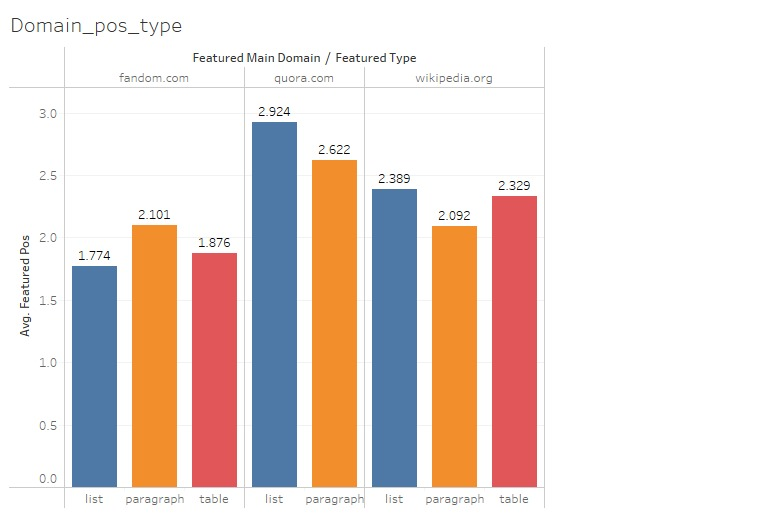 Domain_pos_type
Featured Main Domain / Featured Type
fandom.com quora.com wikipedia.org
Avg. Featured Pos
3.0
2.5
2.0
1.5
1.0
0.5
0.0
1.774 2.101 1.876 2.924 2.622 2.389 2.092 2.329
list paragraph table list paragraph list paragraph table